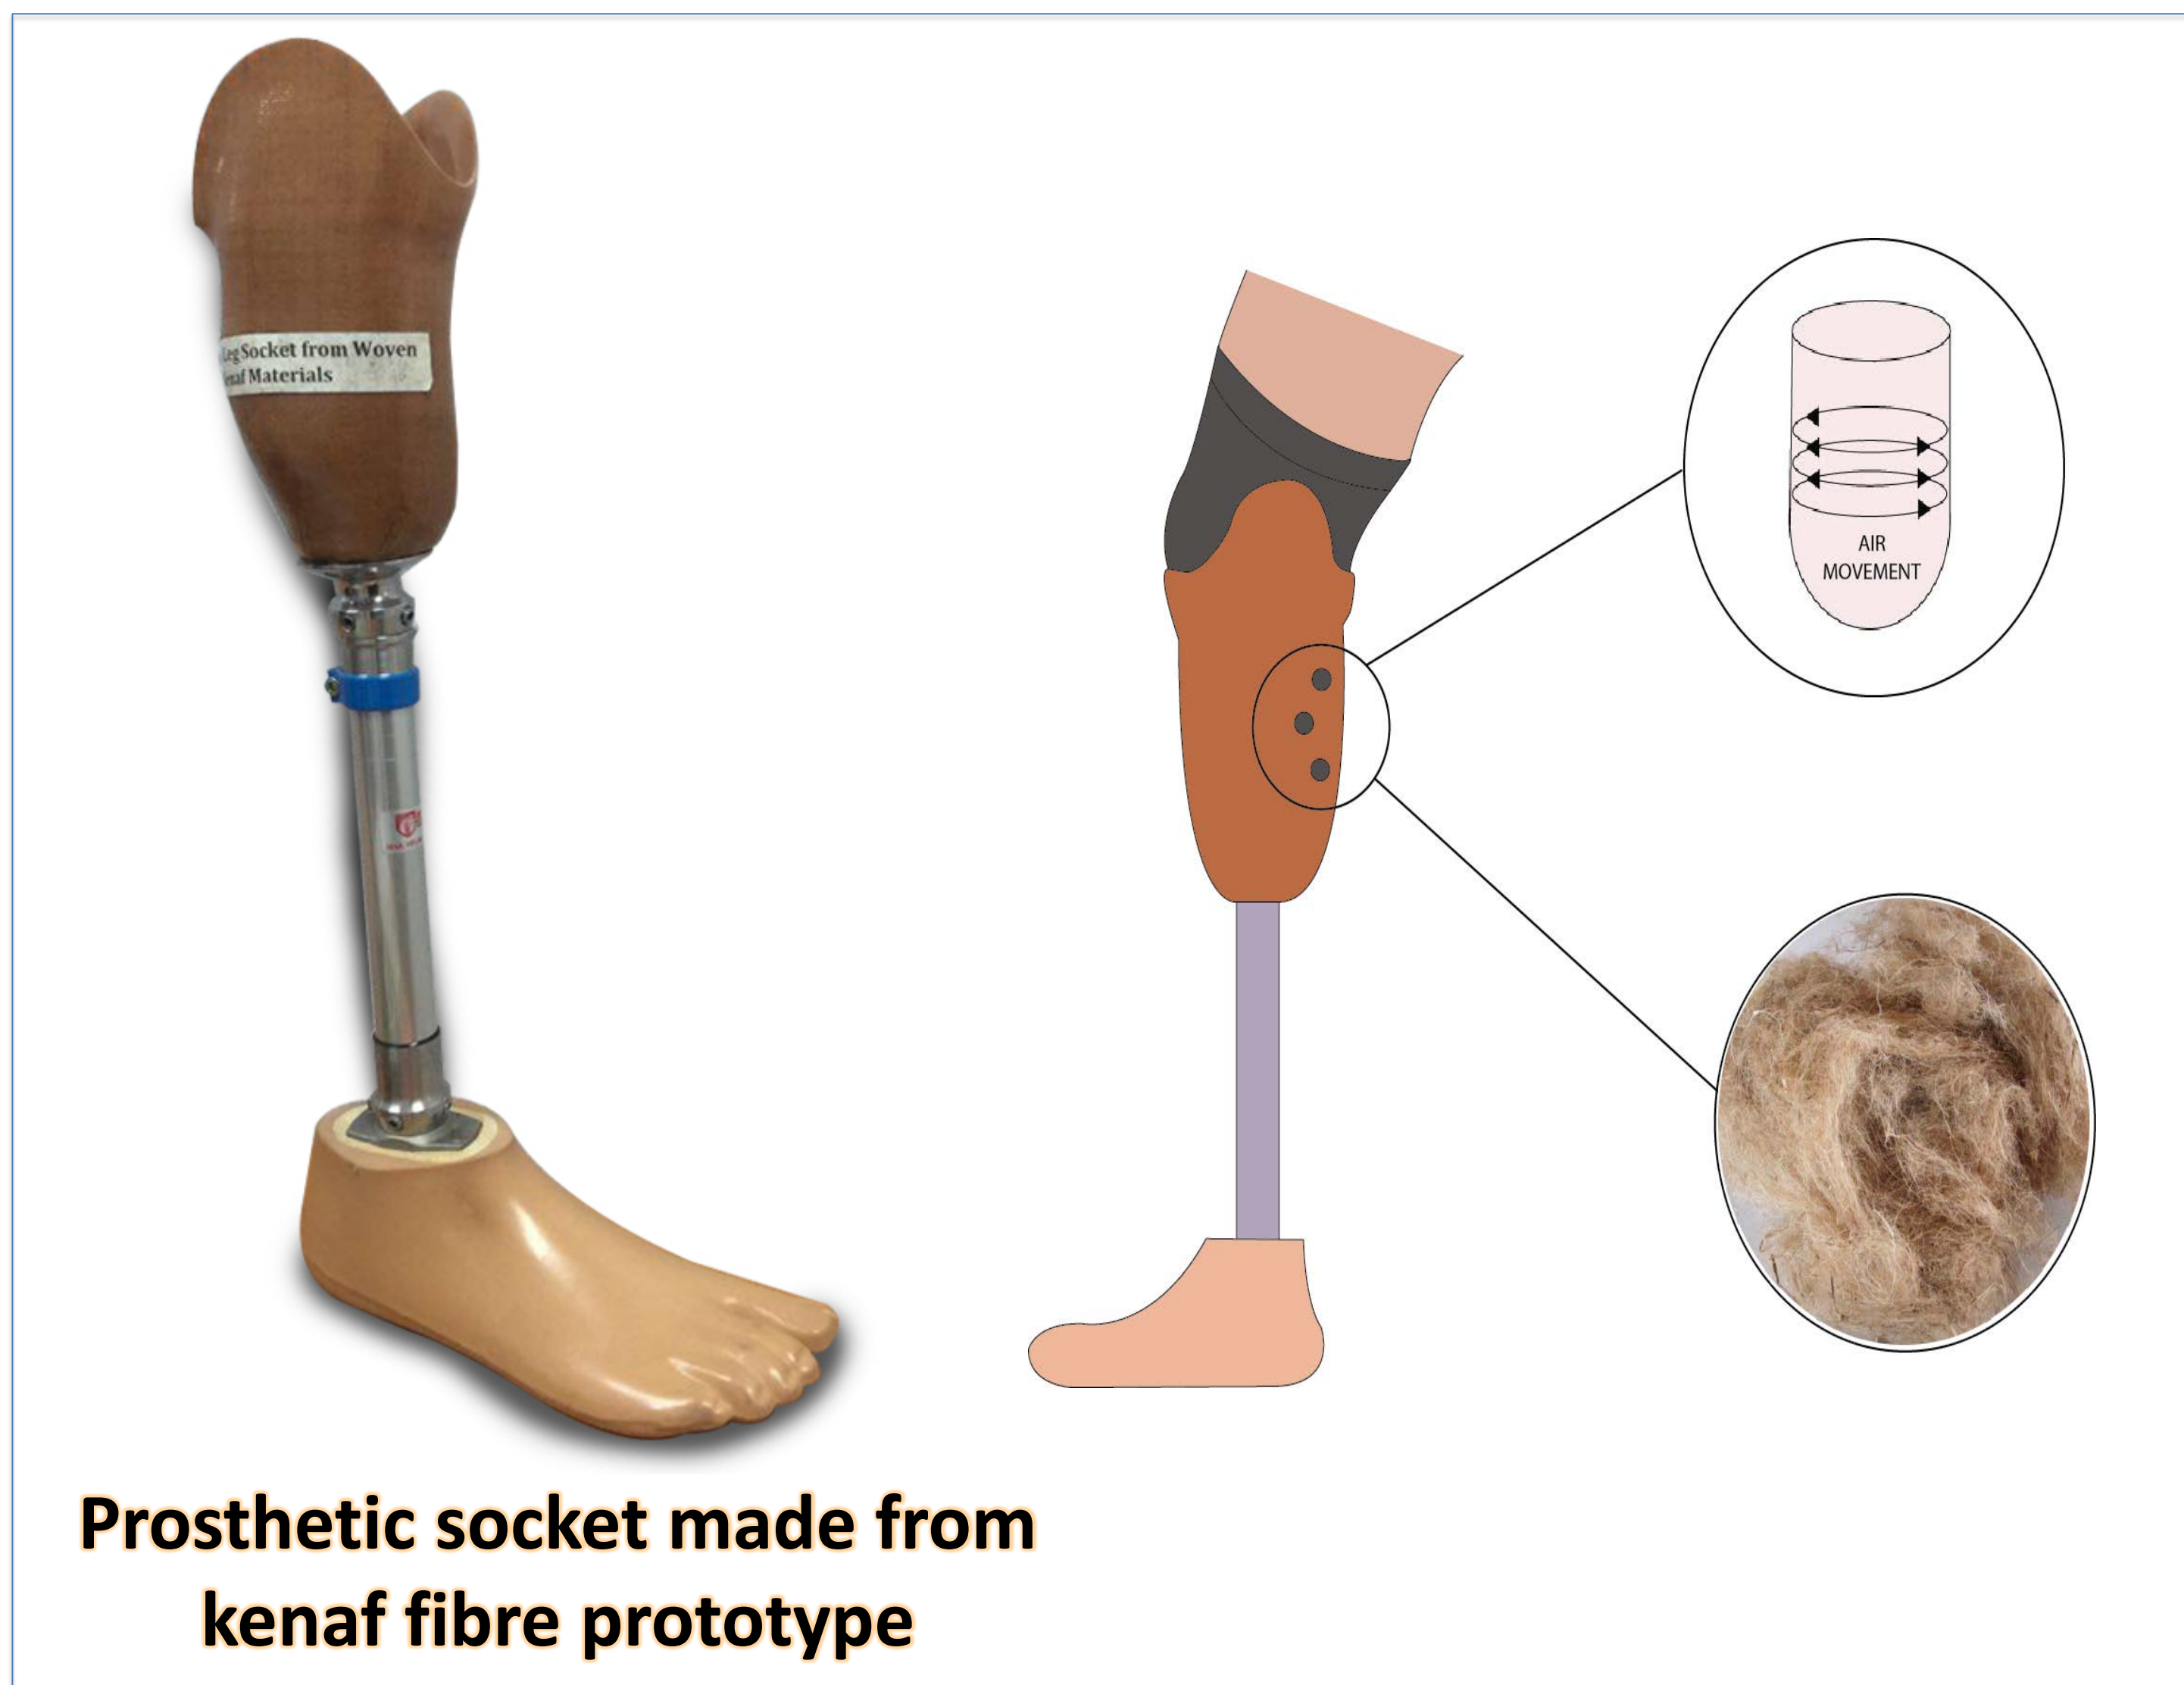 Leg Socket from Woven
Materials
AIR
MOVEMENT
Prosthetic socket made from
kenaf fibre prototype